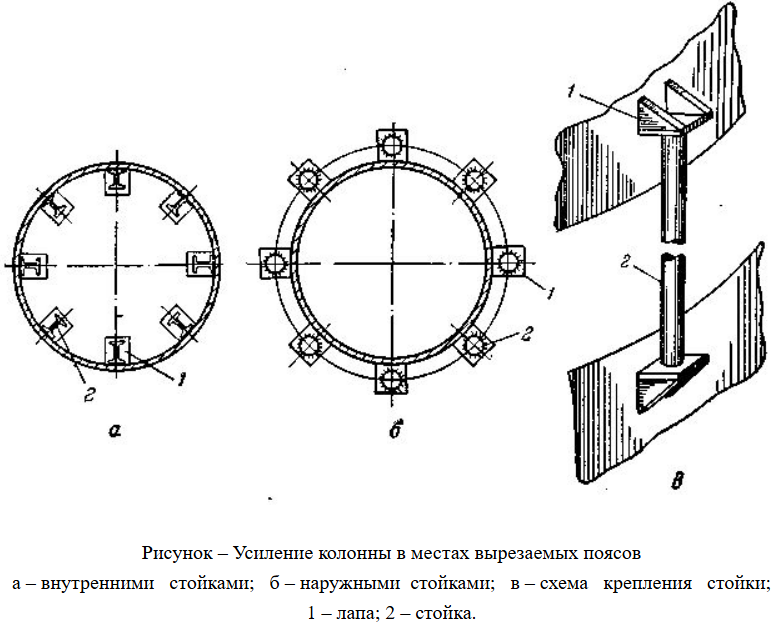 1
2
2
1
1
2
а
б
в
Рисунок – Усиление колонны в местах вырезаемых поясов
а – внутренними стойками; б – наружными стойками; в – схема крепления стойки;
1 – лапа; 2 – стойка.